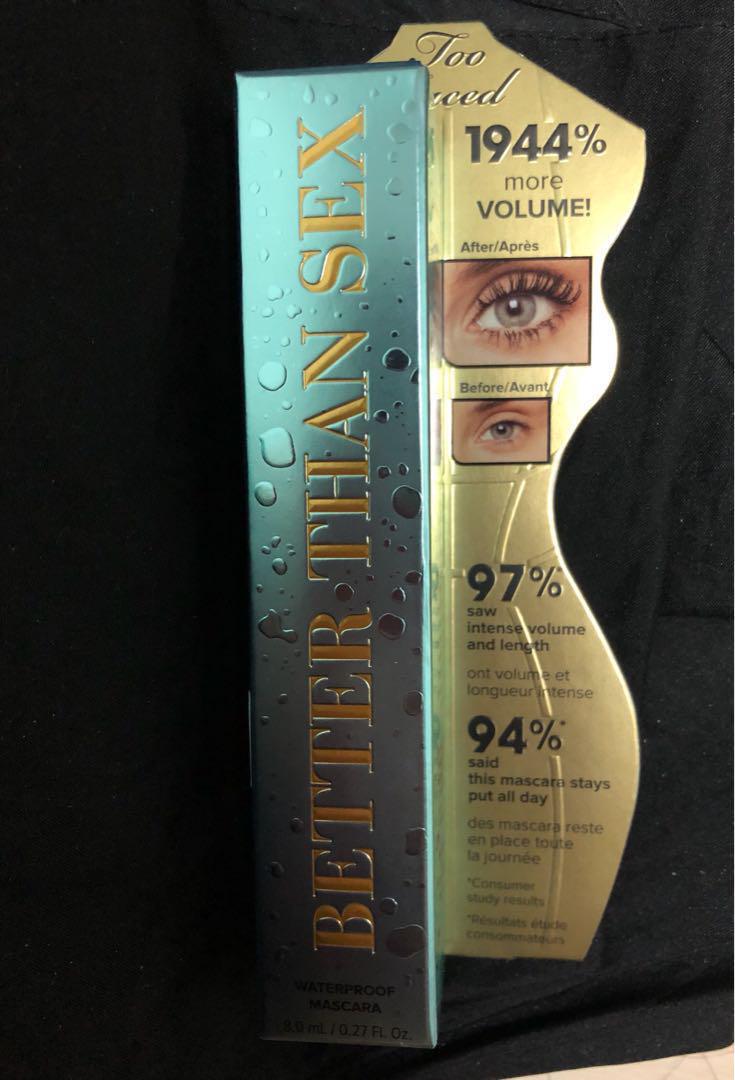 BETTER THAN SEX
WATERPROOF
MASCARA
8.0 mL / 0.27 FL. Oz.
Too
1944%
more
VOLUME!
After/Après
Before/Avant
97%*
saw
intense volume
and length
ont volume et
longueur intense
94%*
said
this mascara stays
put all day
des mascara reste
en place toute
la journée
*Consumer
study results
*Résultats étude
consommateurs